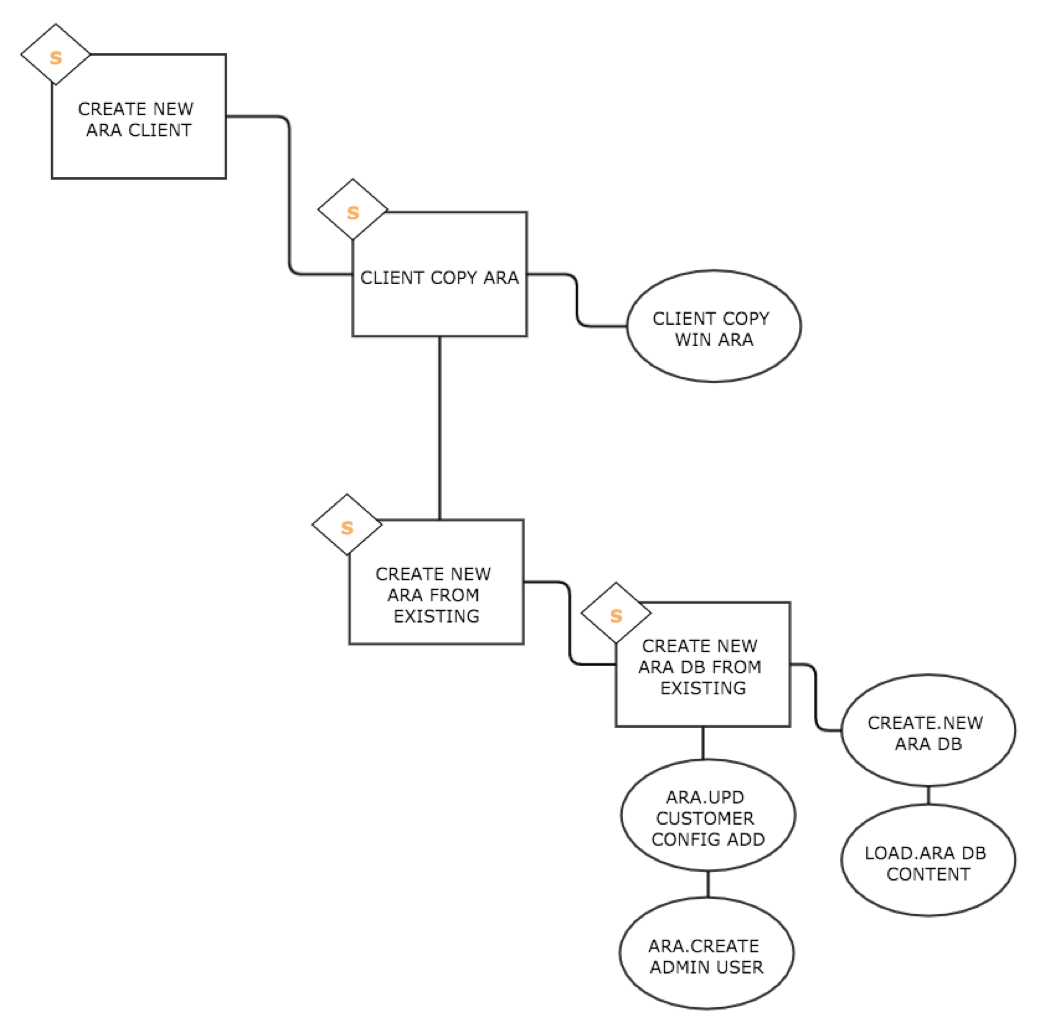 s
CREATE NEW
ARA CLIENT
s
CLIENT COPY ARA
CLIENT COPY
WIN ARA
s
CREATE NEW
ARA FROM
EXISTING
s
CREATE NEW
ARA DB FROM
EXISTING
CREATE.NEW
ARA DB
ARA.UPD
CUSTOMER
CONFIG ADD
LOAD.ARA DB
CONTENT
ARA.CREATE
ADMIN USER